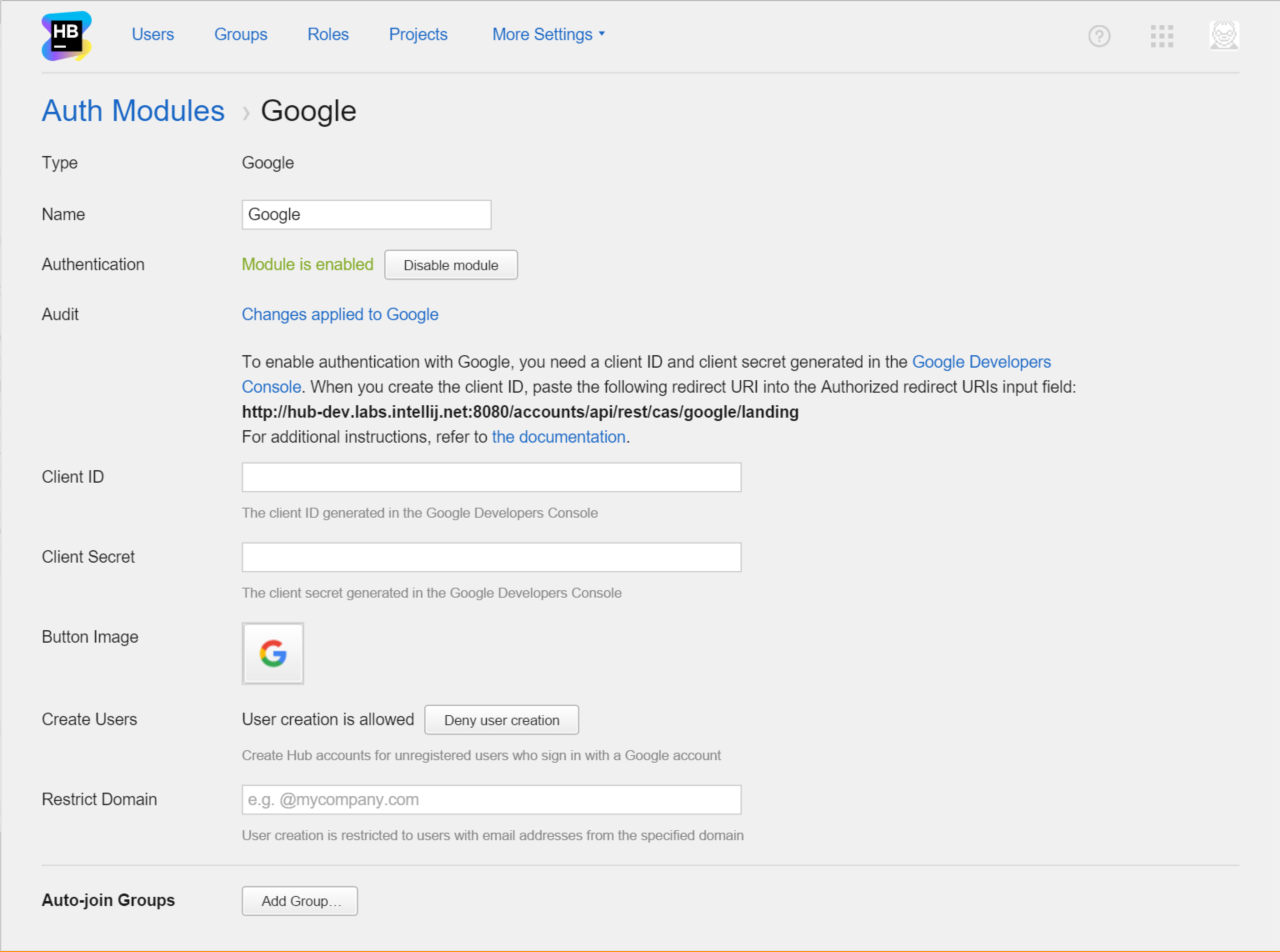 HB
Users Groups Roles Projects More Settings
?
Auth Modules › Google
Type Google
Name Google
Authentication Module is enabled Disable module
Audit Changes applied to Google
To enable authentication with Google, you need a client ID and client secret generated in the Google Developers
Console. When you create the client ID, paste the following redirect URI into the Authorized redirect URIs input field:
http://hub-dev.labs.intellij.net:8080/accounts/api/rest/cas/google/landing
For additional instructions, refer to the documentation.
Client ID
The client ID generated in the Google Developers Console
Client Secret
The client secret generated in the Google Developers Console
Button Image G
Create Users User creation is allowed Deny user creation
Create Hub accounts for unregistered users who sign in with a Google account
Restrict Domain e.g. @mycompany.com
User creation is restricted to users with email addresses from the specified domain
Auto-join Groups Add Group…